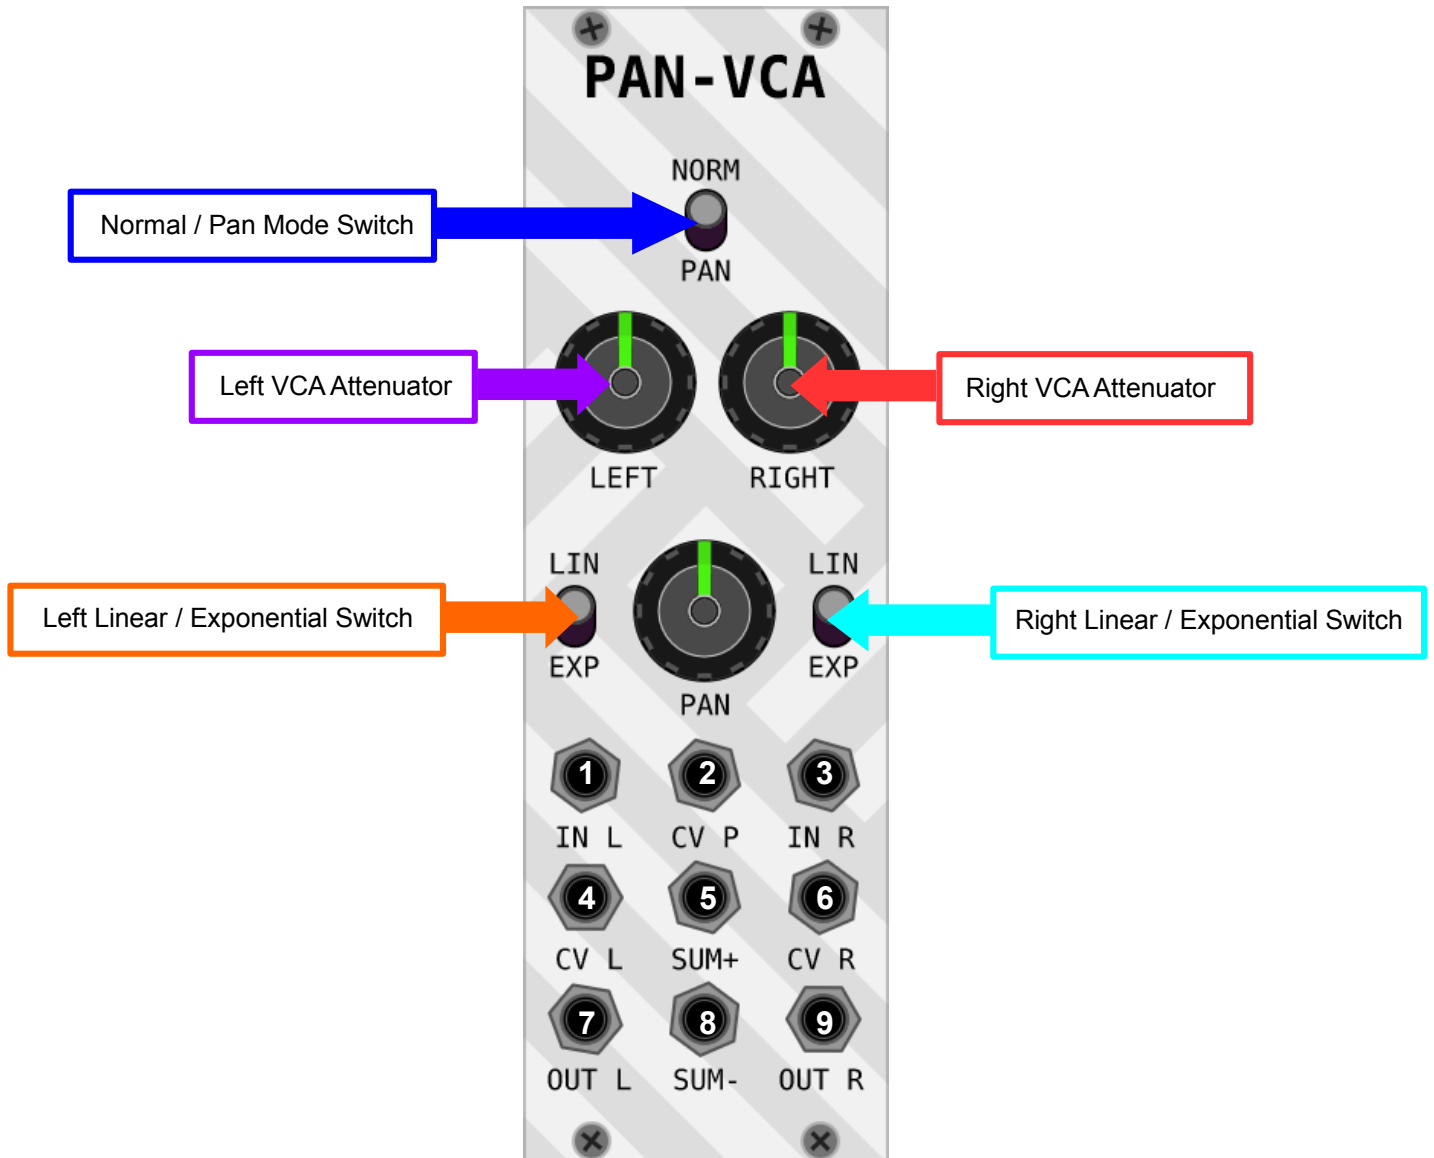 PAN-VCA
NORM
Normal / Pan Mode Switch
PAN
Left VCA Attenuator
Right VCA Attenuator
LEFT RIGHT
LIN LIN
Left Linear / Exponential Switch
Right Linear / Exponential Switch
EXP EXP
PAN
1 2 3
IN L CV P IN R
4 5 6
CV L SUM+ CV R
7 8 9
OUT L SUM- OUT R